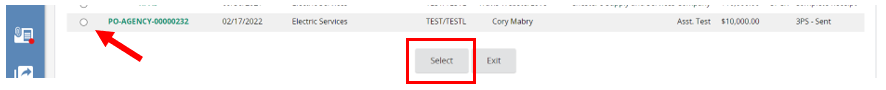 PO-AGENCY-00000232 02/17/2022 Electric Services TEST/TESTL Cory Mabry Asst. Test $10,000.00 3PS - Sent
Select Exit